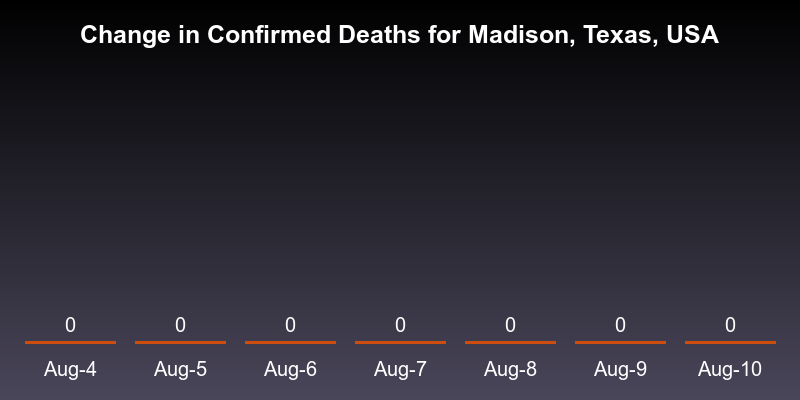 Change in Confirmed Deaths for Madison, Texas, USA
0 0 0 0 0 0 0
Aug-4 Aug-5 Aug-6 Aug-7 Aug-8 Aug-9 Aug-10